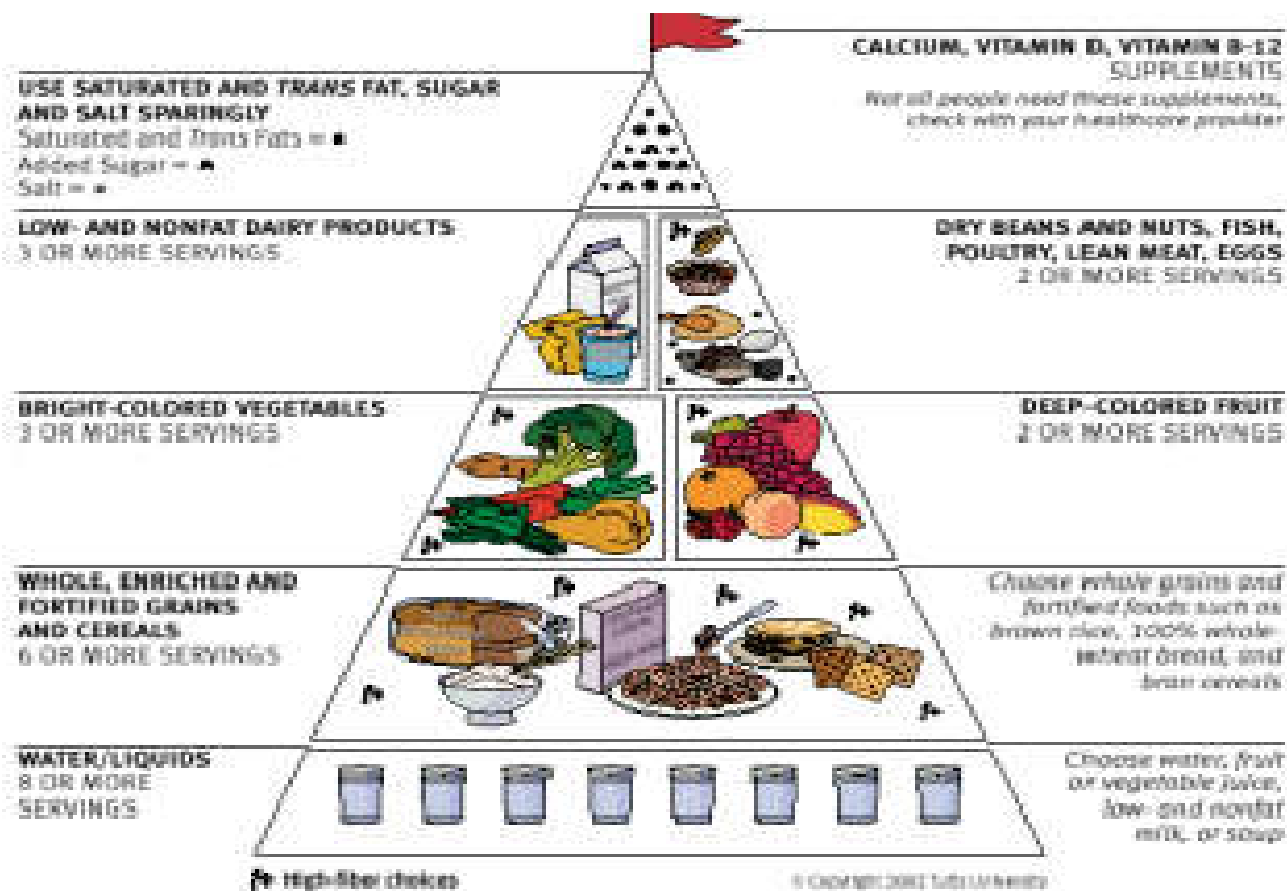 CALCIUM, VITAMIN D, VITAMIN B-12
SUPPLEMENTS
Not all people need these supplements,
check with your healthcare provider
USE SATURATED AND TRANS FAT, SUGAR
AND SALT SPARINGLY
Saturated and Trans Fats =
Added Sugar =
Salt =
LOW- AND NONFAT DAIRY PRODUCTS
3 OR MORE SERVINGS
DRY BEANS AND NUTS, FISH,
POULTRY, LEAN MEAT, EGGS
2 OR MORE SERVINGS
BRIGHT-COLORED VEGETABLES
3 OR MORE SERVINGS
DEEP-COLORED FRUIT
2 OR MORE SERVINGS
WHOLE, ENRICHED AND
FORTIFIED GRAINS
AND CEREALS
6 OR MORE SERVINGS
Choose whole grains and
fortified foods such as
brown rice, 100% whole-
wheat bread, and
bran cereals
WATER/LIQUIDS
8 OR MORE
SERVINGS
Choose water, fruit
or vegetable juice,
low- and nonfat
milk, or soup
f+ High-fiber choices
© Copyright 2002 Tufts University